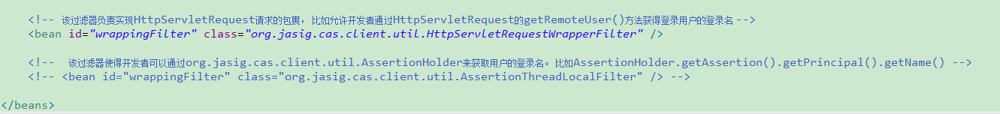 <!-- 该过滤器负责实现HttpServletRequest请求的包裹，比如允许开发者通过HttpServletRequest的getRemoteUser()方法获得登录用户的登录名 -->
<bean id="wrappingFilter" class="org.jasig.cas.client.util.HttpServletRequestWrapperFilter" />
<!--  该过滤器使得开发者可以通过org.jasig.cas.client.util.AssertionHolder来获取用户的登录名。比如AssertionHolder.getAssertion().getPrincipal().getName() -->
<!-- <bean id="wrappingFilter" class="org.jasig.cas.client.util.AssertionThreadLocalFilter" /> -->
</beans>